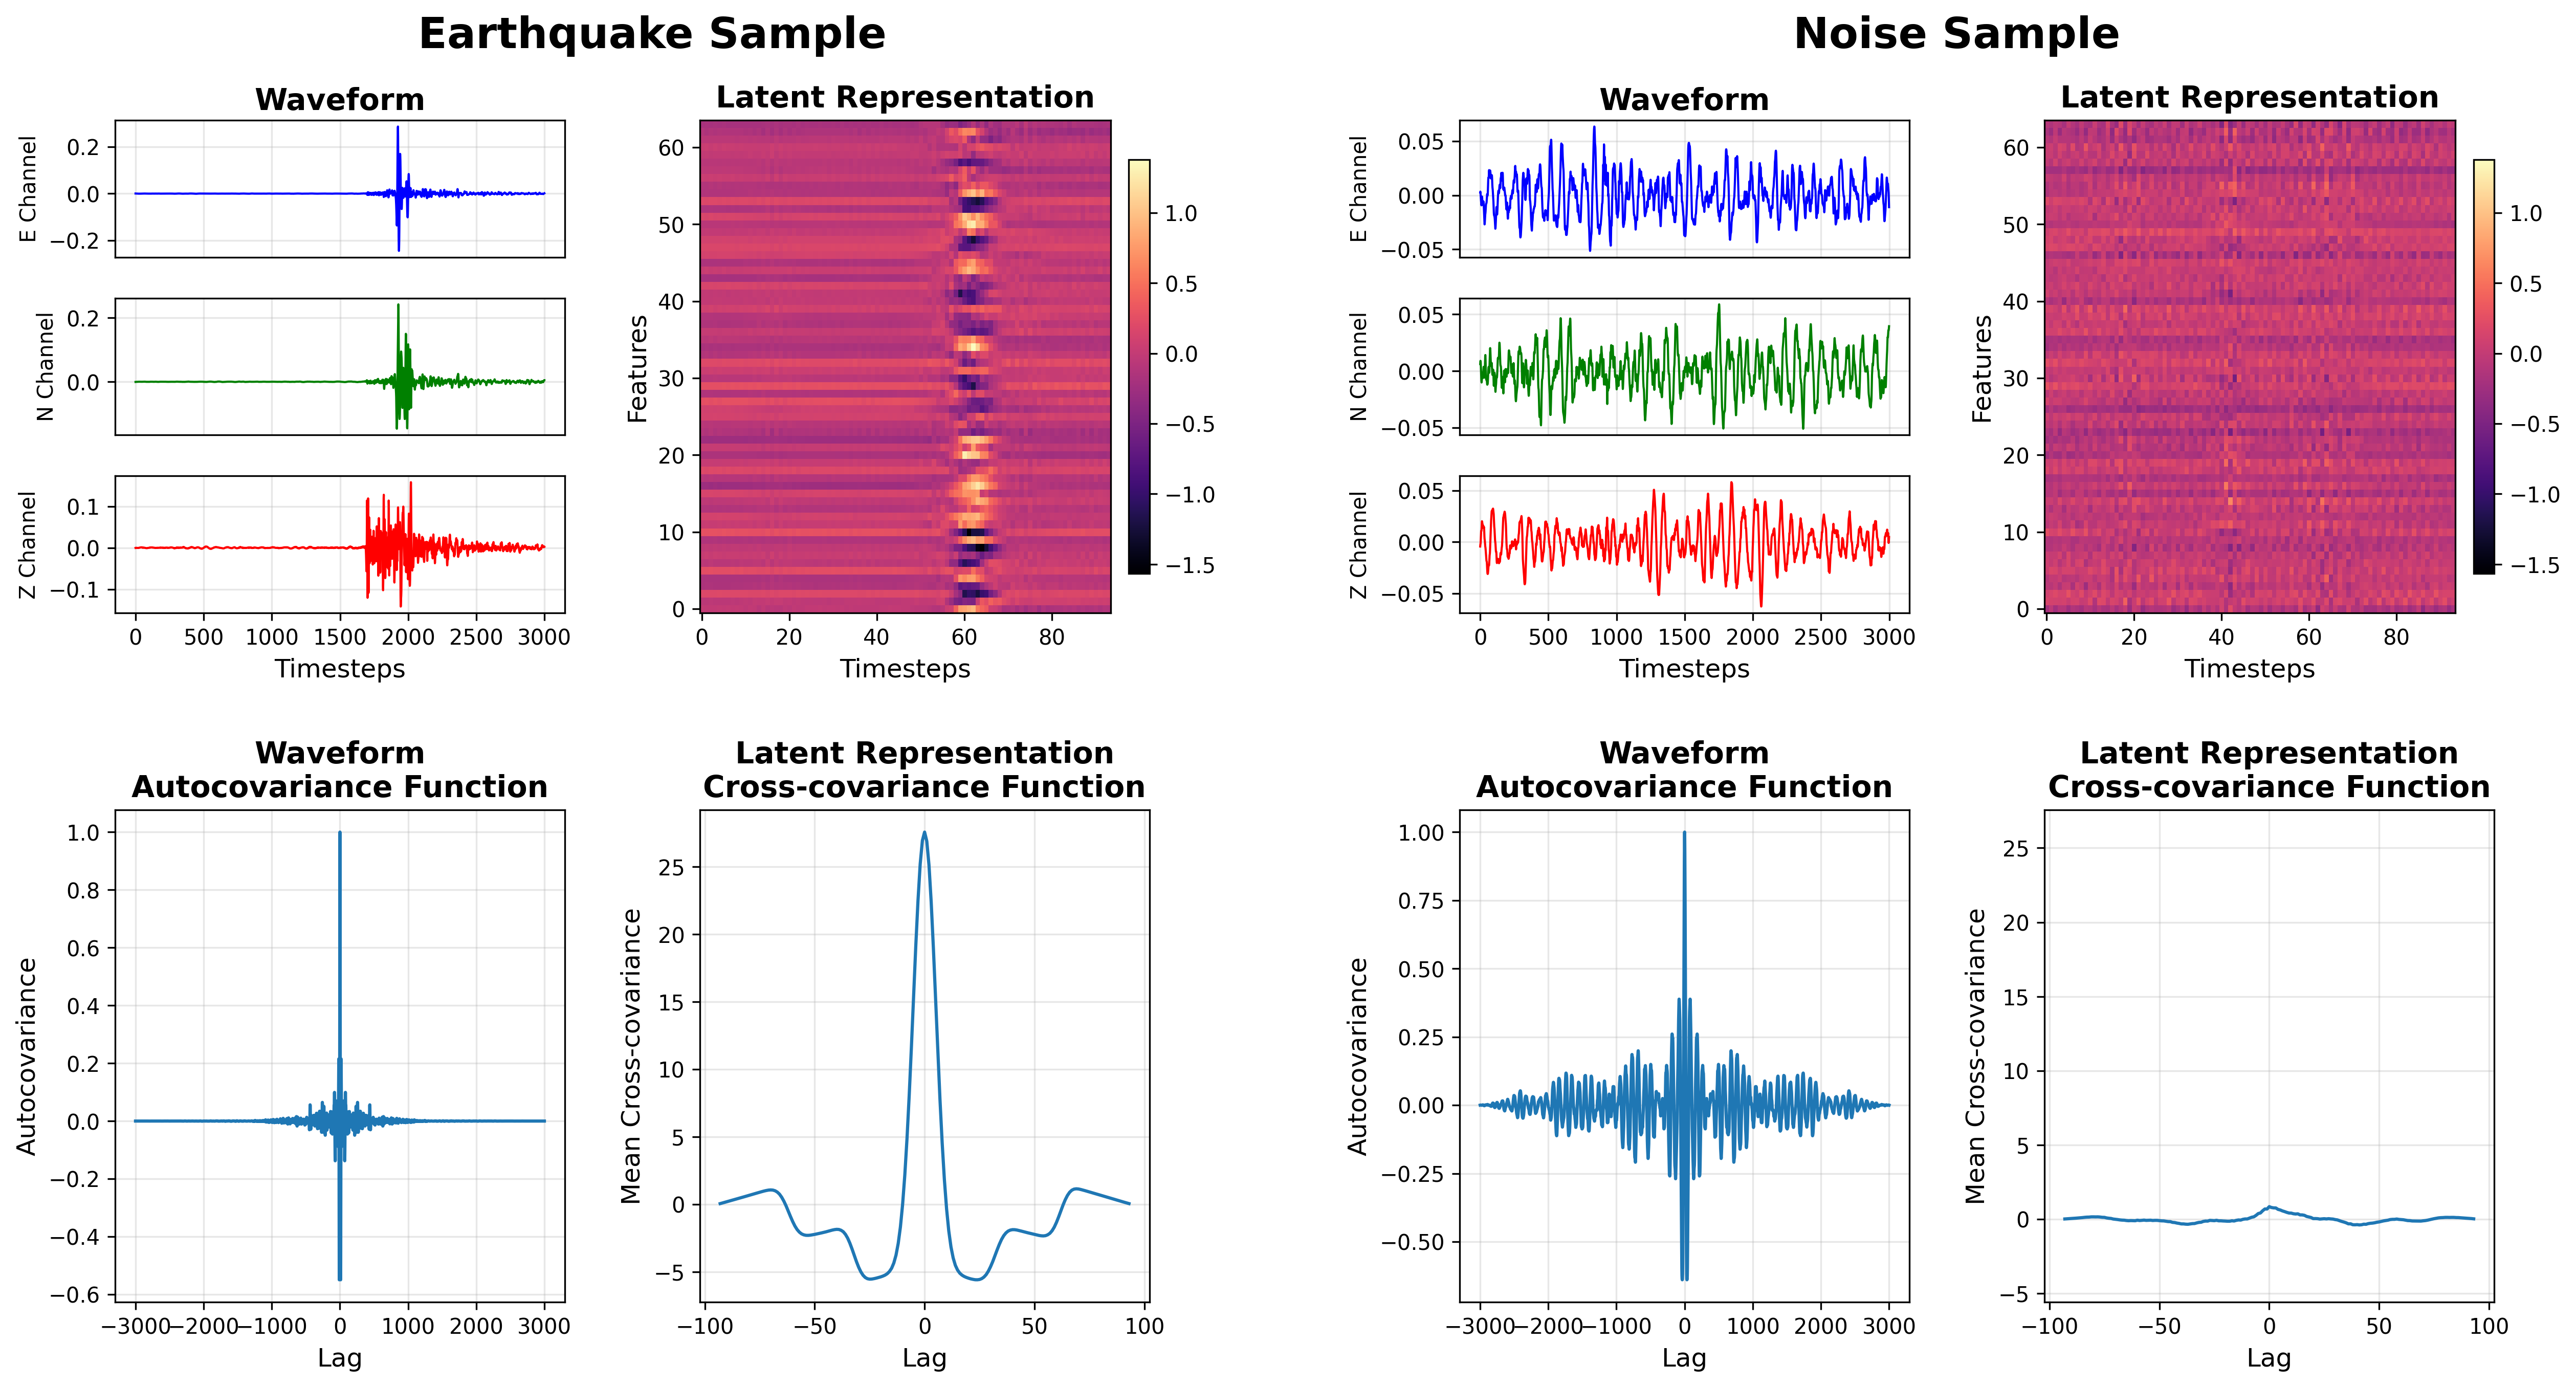 Earthquake Sample
Noise Sample
Waveform
Latent Representation
Waveform
Latent Representation
E Channel
0.2
0.0
−0.2
N Channel
0.2
0.0
Z Channel
0.1
0.0
−0.1
0 500 1000 1500 2000 2500 3000
Timesteps
Features
60
50
40
30
20
10
0
0 20 40 60 80
Timesteps
1.0
0.5
0.0
−0.5
−1.0
−1.5
E Channel
0.05
0.00
−0.05
N Channel
0.05
0.00
−0.05
Z Channel
0.05
0.00
−0.05
0 500 1000 1500 2000 2500 3000
Timesteps
Features
60
50
40
30
20
10
0
0 20 40 60 80
Timesteps
1.0
0.5
0.0
−0.5
−1.0
−1.5
Waveform
Autocovariance Function
Autocovariance
1.0
0.8
0.6
0.4
0.2
0.0
−0.2
−0.4
−0.6
−3000 −2000 −1000 0 1000 2000 3000
Lag
Latent Representation
Cross-covariance Function
Mean Cross-covariance
25
20
15
10
5
0
−5
−100 −50 0 50 100
Lag
Waveform
Autocovariance Function
Autocovariance
1.00
0.75
0.50
0.25
0.00
−0.25
−0.50
−3000 −2000 −1000 0 1000 2000 3000
Lag
Latent Representation
Cross-covariance Function
Mean Cross-covariance
25
20
15
10
5
0
−5
−100 −50 0 50 100
Lag